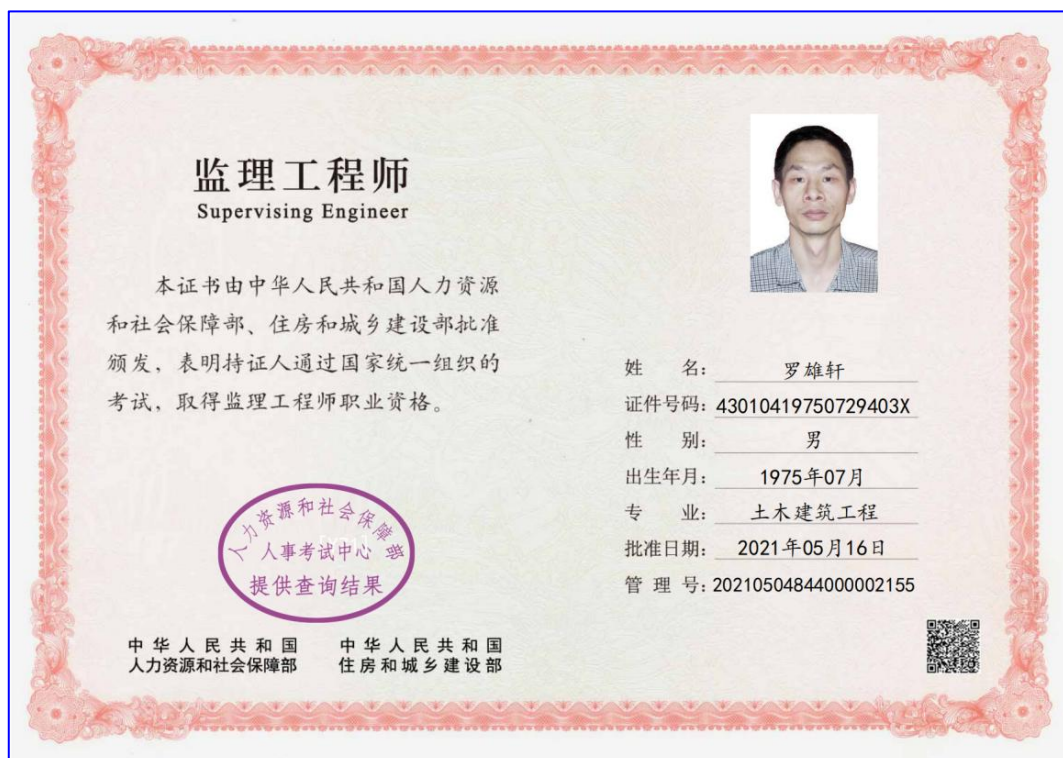 监理工程师
Supervising Engineer
本证书由中华人民共和国人力资源
和社会保障部、住房和城乡建设部批准
颁发，表明持证人通过国家统一组织的
考试，取得监理工程师职业资格。
人力资源和社会保障部
人事考试中心
提供查询结果
中华人民共和国
人力资源和社会保障部
中华人民共和国
住房和城乡建设部
姓 名：罗雄轩
证件号码：43010419750729403X
性 别：男
出生年月：1975年07月
专 业：土木建筑工程
批准日期：2021年05月16日
管 理 号：20210504844000002155